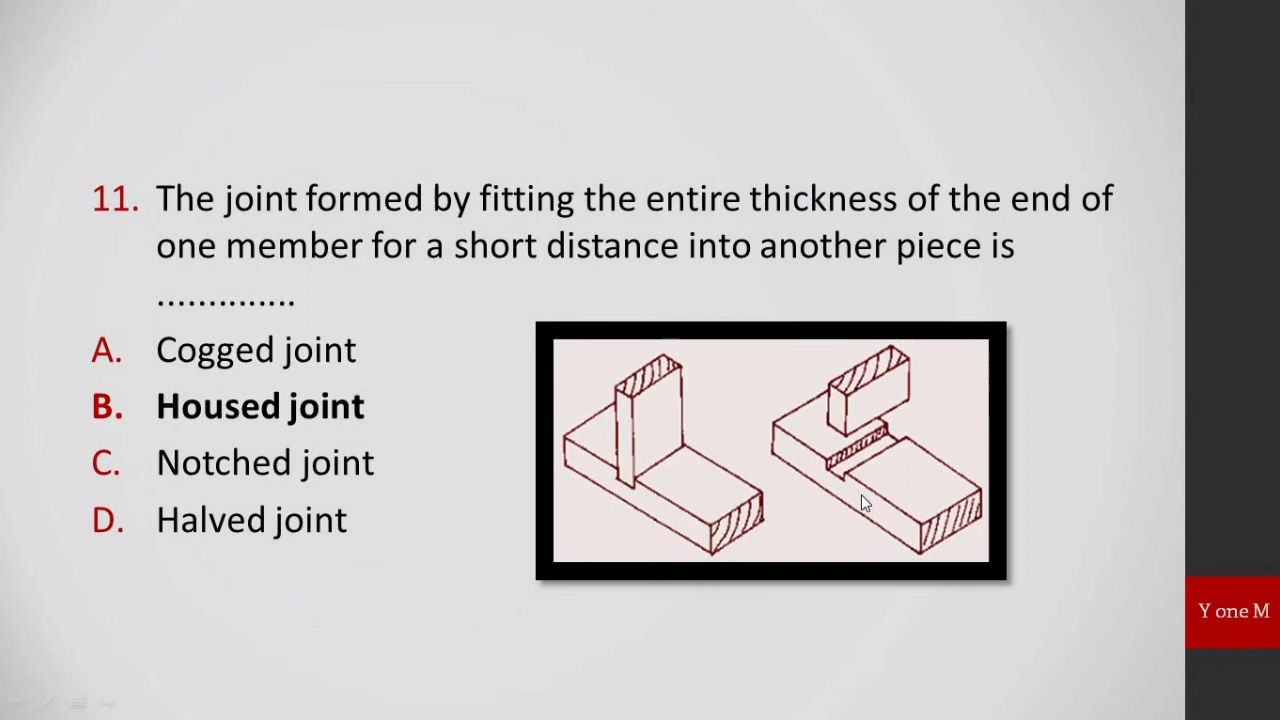 11. The joint formed by fitting the entire thickness of the end of
one member for a short distance into another piece is
..............
A. Cogged joint
B. Housed joint
C. Notched joint
D. Halved joint
Y one M